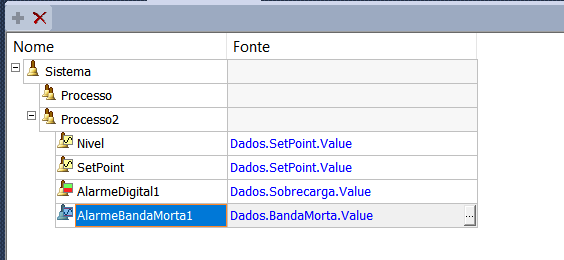 Nome Fonte
Sistema
Processo
Processo2
Nivel Dados.SetPoint.Value
SetPoint Dados.SetPoint.Value
AlarmeDigital1 Dados.Sobrecarga.Value
AlarmeBandaMorta1 Dados.BandaMorta.Value ...